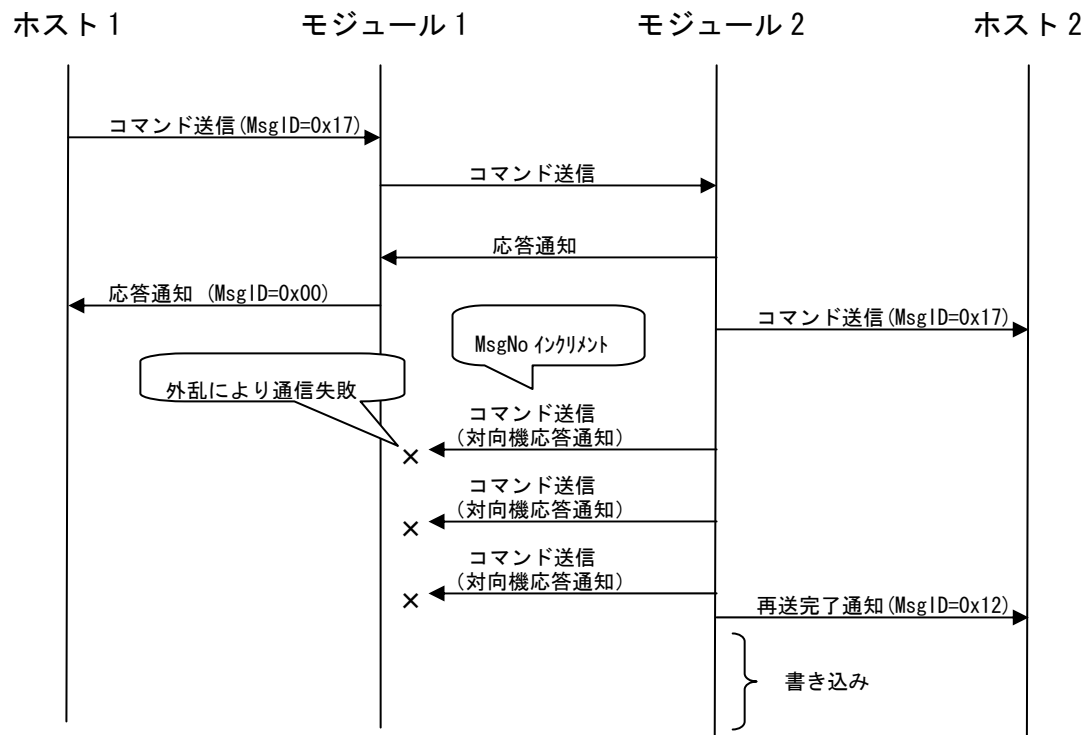 ホスト1
モジュール1
モジュール2
ホスト2
コマンド送信(MsgID=0x17)
コマンド送信
応答通知
応答通知 (MsgID=0x00)
コマンド送信(MsgID=0x17)
MsgNo インクリメント
外乱により通信失敗
コマンド送信
(対向機応答通知)
×
コマンド送信
(対向機応答通知)
×
コマンド送信
(対向機応答通知)
×
再送完了通知(MsgID=0x12)
書き込み